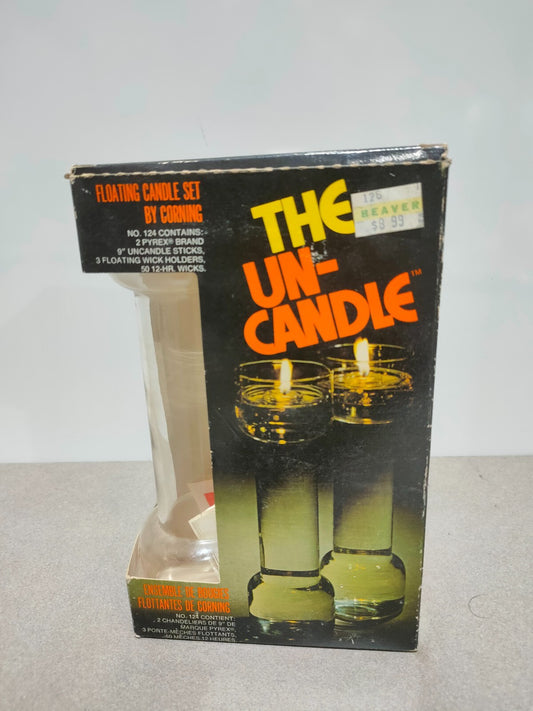 FLOATING CANDLE SET
BY CORNING
NO. 124 CONTAINS:
2 PYREX® BRAND
9" UNCANDLE STICKS,
3 FLOATING WICK HOLDERS,
50 12-HR. WICKS.
THE
UN-
CANDLE™
126
BEAVER
$8 99
ENSEMBLE DE BOUGIES
FLOTTANTES DE CORNING
NO. 124 CONTIENT:
2 CHANDELIERS DE 9" DE
MARQUE PYREX®,
3 PORTE-MÈCHES FLOTTANTS,
50 MÈCHES 12 HEURES